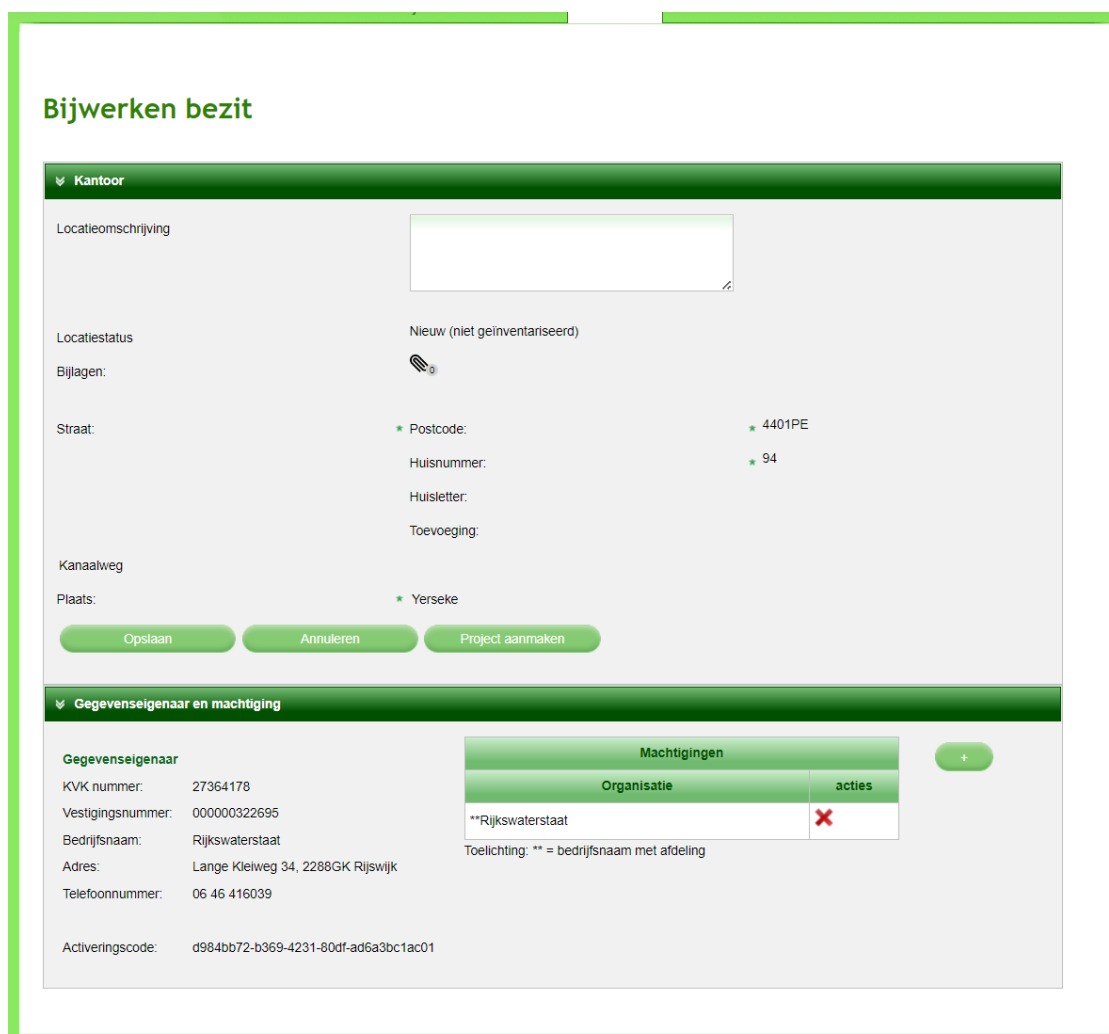 Bijwerken bezit
Kantoor
Locatieomschrijving
Locatiestatus Nieuw (niet geïnventariseerd)
Bijlagen: 0
Straat: * Postcode: * 4401PE
Huisnummer: * 94
Huisletter:
Toevoeging:
Kanaalweg
Plaats: * Yerseke
Opslaan Annuleren Project aanmaken
Gegevenseigenaar en machtiging
Gegevenseigenaar
KVK nummer: 27364178
Vestigingsnummer: 000000322695
Bedrijfsnaam: Rijkswaterstaat
Adres: Lange Kleiweg 34, 2288GK Rijswijk
Telefoonnummer: 06 46 416039
Activeringscode: d984bb72-b369-4231-80df-ad6a3bc1ac01
Machtigingen +
Organisatie acties
**Rijkswaterstaat
Toelichting: ** = bedrijfsnaam met afdeling